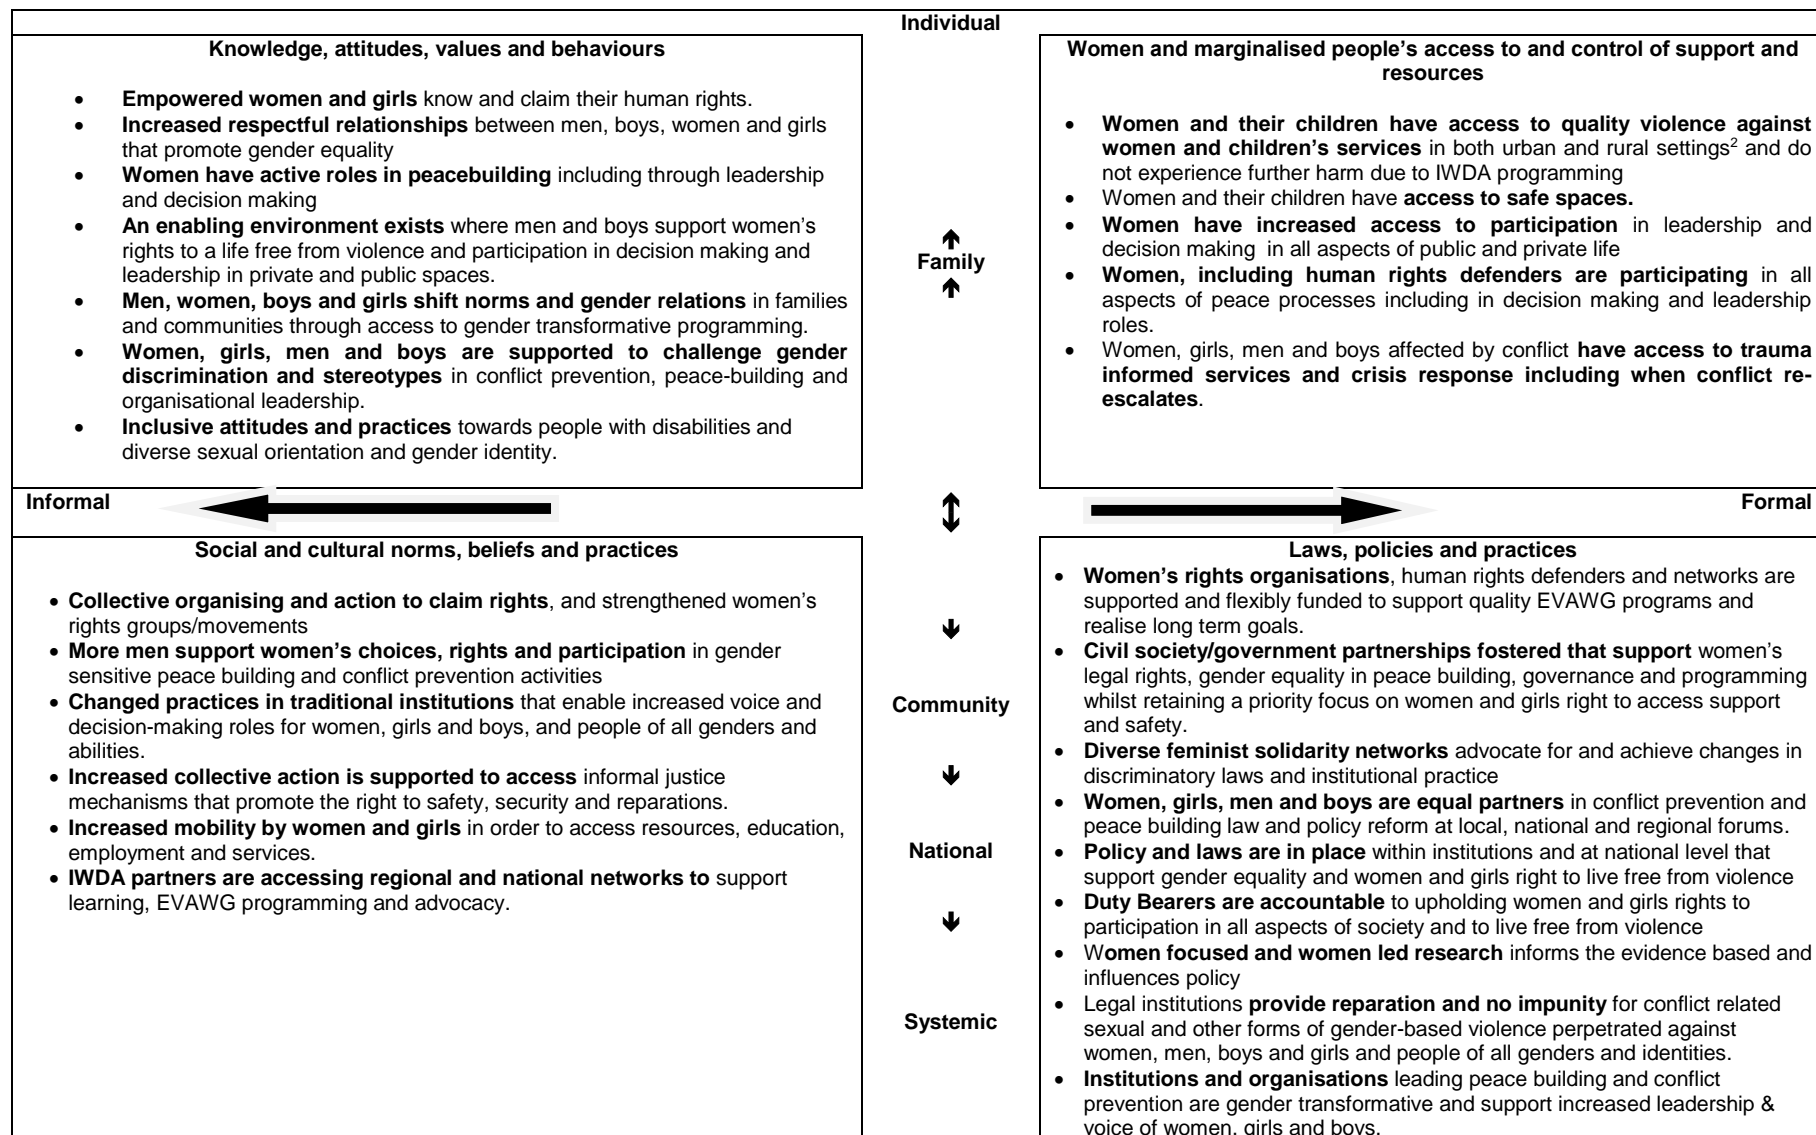 Individual
Knowledge, attitudes, values and behaviours
• Empowered women and girls know and claim their human rights.
• Increased respectful relationships between men, boys, women and girls
that promote gender equality
• Women have active roles in peacebuilding including through leadership
and decision making
• An enabling environment exists where men and boys support women's
rights to a life free from violence and participation in decision making and
leadership in private and public spaces.
• Men, women, boys and girls shift norms and gender relations in families
and communities through access to gender transformative programming.
• Women, girls, men and boys are supported to challenge gender
discrimination and stereotypes in conflict prevention, peace-building and
organisational leadership.
• Inclusive attitudes and practices towards people with disabilities and
diverse sexual orientation and gender identity.
Family
Women and marginalised people's access to and control of support and
resources
• Women and their children have access to quality violence against
women and children's services in both urban and rural settings² and do
not experience further harm due to IWDA programming
• Women and their children have access to safe spaces.
• Women have increased access to participation in leadership and
decision making in all aspects of public and private life
• Women, including human rights defenders are participating in all
aspects of peace processes including in decision making and leadership
roles.
• Women, girls, men and boys affected by conflict have access to trauma
informed services and crisis response including when conflict re-
escalates.
Informal
Formal
Social and cultural norms, beliefs and practices
• Collective organising and action to claim rights, and strengthened women's
rights groups/movements
• More men support women's choices, rights and participation in gender
sensitive peace building and conflict prevention activities
• Changed practices in traditional institutions that enable increased voice and
decision-making roles for women, girls and boys, and people of all genders and
abilities.
• Increased collective action is supported to access informal justice
mechanisms that promote the right to safety, security and reparations.
• Increased mobility by women and girls in order to access resources, education,
employment and services.
• IWDA partners are accessing regional and national networks to support
learning, EVAWG programming and advocacy.
Community
National
Systemic
Laws, policies and practices
• Women's rights organisations, human rights defenders and networks are
supported and flexibly funded to support quality EVAWG programs and
realise long term goals.
• Civil society/government partnerships fostered that support women's
legal rights, gender equality in peace building, governance and programming
whilst retaining a priority focus on women and girls right to access support
and safety.
• Diverse feminist solidarity networks advocate for and achieve changes in
discriminatory laws and institutional practice
• Women, girls, men and boys are equal partners in conflict prevention and
peace building law and policy reform at local, national and regional forums.
• Policy and laws are in place within institutions and at national level that
support gender equality and women and girls right to live free from violence
• Duty Bearers are accountable to upholding women and girls rights to
participation in all aspects of society and to live free from violence
• Women focused and women led research informs the evidence based and
influences policy
• Legal institutions provide reparation and no impunity for conflict related
sexual and other forms of gender-based violence perpetrated against
women, men, boys and girls and people of all genders and identities.
• Institutions and organisations leading peace building and conflict
prevention are gender transformative and support increased leadership &
voice of women, girls and boys.